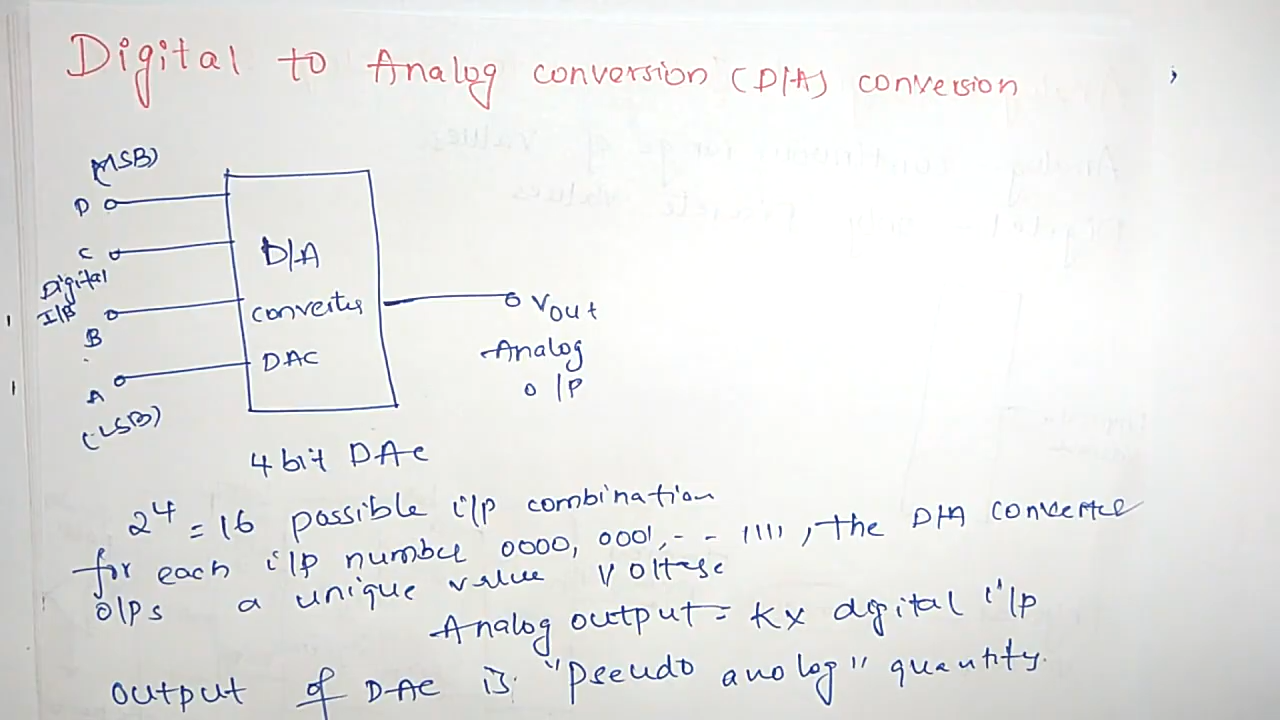 Digital to Analog conversion (D/A) conversion
(MSB)
D
C
Digital
I/P
B
A
(LSB)
D/A
converter
DAC
Vout
Analog
O/P
4 bit DAC
2⁴ = 16 possible i/p combination
for each i/p number 0000, 0001, - - 1111, the D/A converter
o/ps a unique value voltage
Analog output = K x digital i/p
output of DAC is "pseudo analog" quantity.